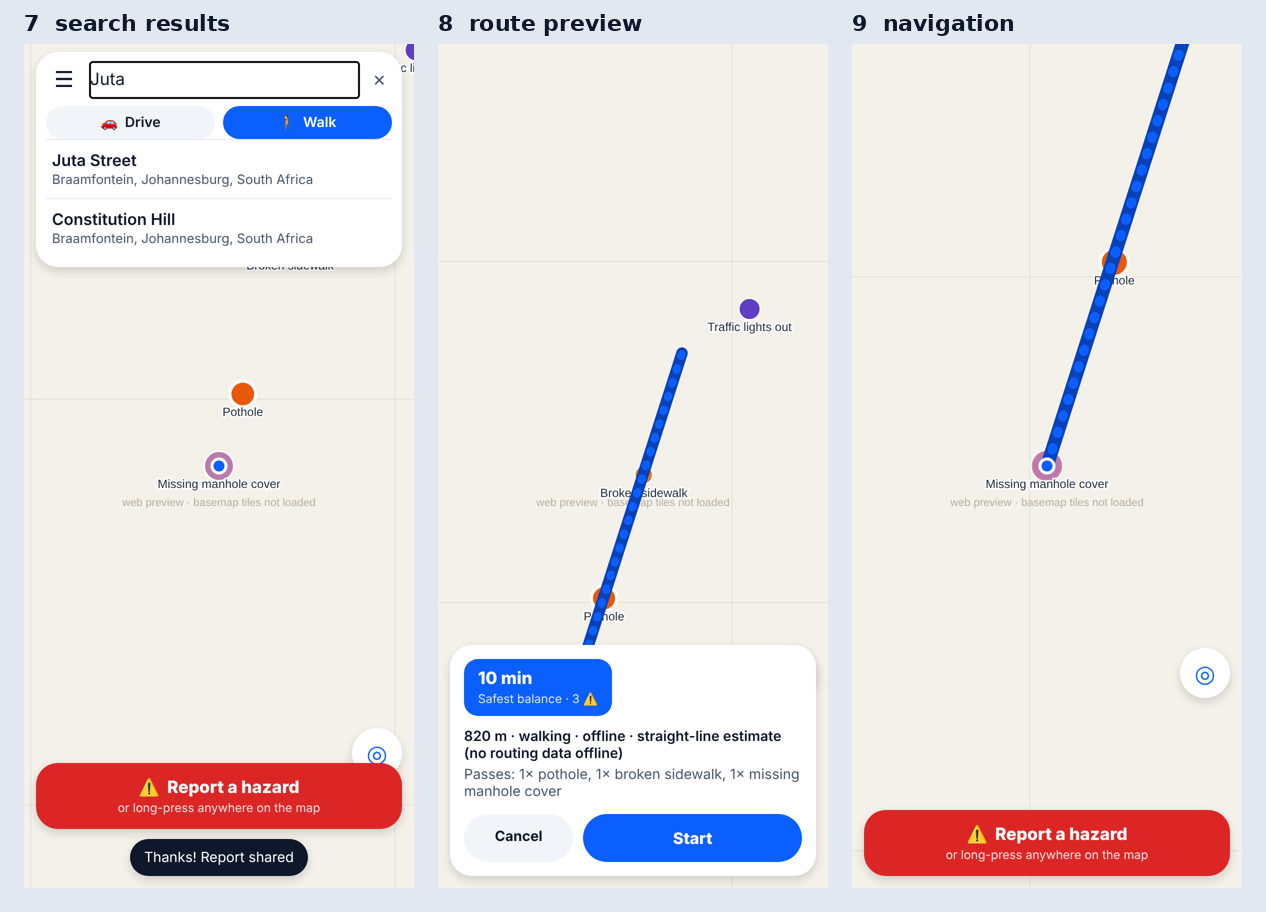 7 search results
c li
Juta
Drive
Walk
Juta Street
Braamfontein, Johannesburg, South Africa
Constitution Hill
Braamfontein, Johannesburg, South Africa
Broken sidewalk
Pothole
Missing manhole cover
web preview · basemap tiles not loaded
Report a hazard
or long-press anywhere on the map
Thanks! Report shared
8 route preview
Traffic lights out
Broken sidewalk
web preview · basemap tiles not loaded
Pothole
10 min
Safest balance · 3 ⚠️
820 m · walking · offline · straight-line estimate
(no routing data offline)
Passes: 1× pothole, 1× broken sidewalk, 1× missing
manhole cover
Cancel
Start
9 navigation
Pothole
Missing manhole cover
web preview · basemap tiles not loaded
Report a hazard
or long-press anywhere on the map